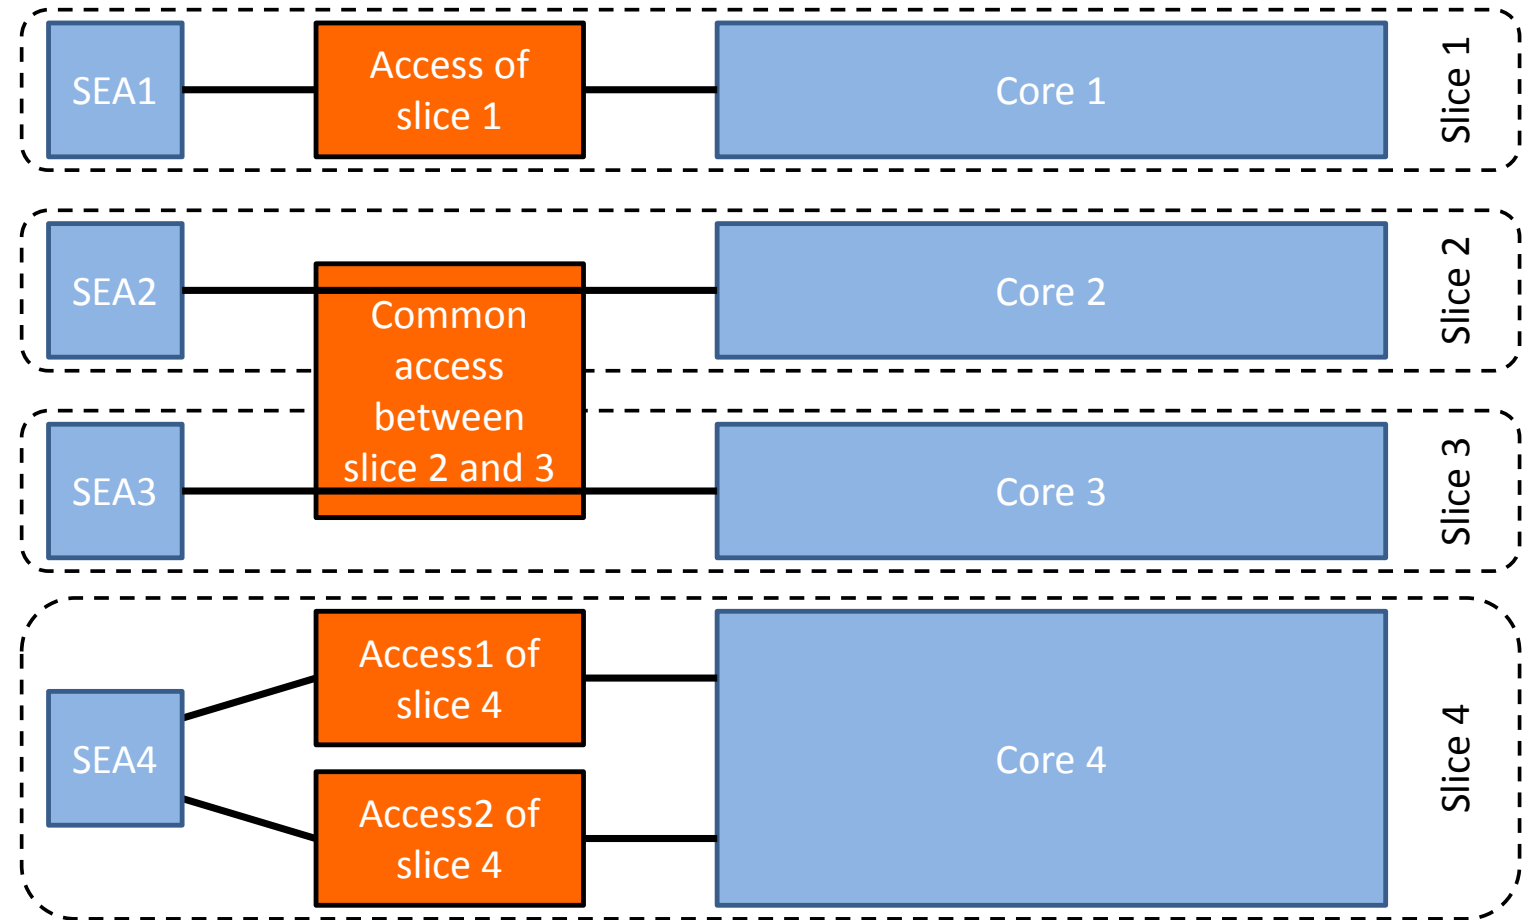 SEA1
Access of
slice 1
Core 1
Slice 1
SEA2
Common
access
between
slice 2 and 3
Core 2
Slice 2
SEA3
Core 3
Slice 3
SEA4
Access1 of
slice 4
Access2 of
slice 4
Core 4
Slice 4